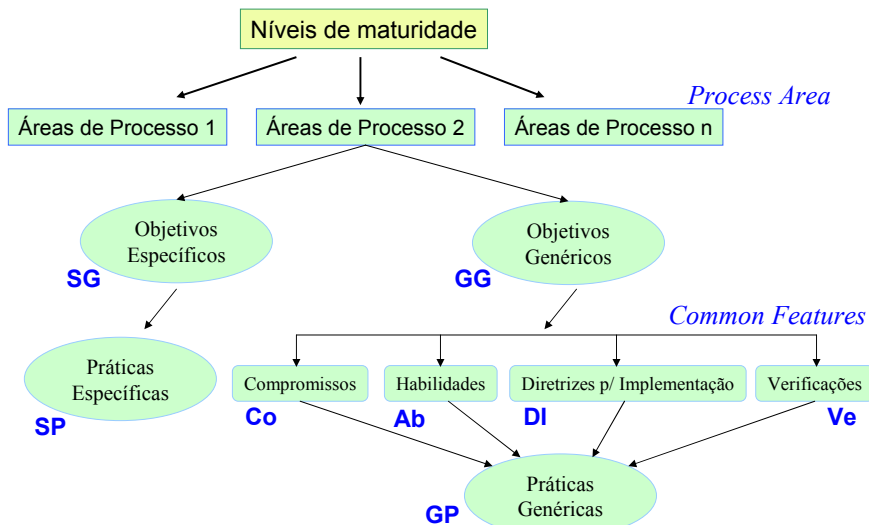 Níveis de maturidade
Process Area
Áreas de Processo 1
Áreas de Processo 2
Áreas de Processo n
Objetivos
Específicos
SG
Objetivos
Genéricos
GG
Common Features
Práticas
Específicas
SP
Compromissos
Co
Habilidades
Ab
Diretrizes p/ Implementação
DI
Verificações
Ve
Práticas
Genéricas
GP